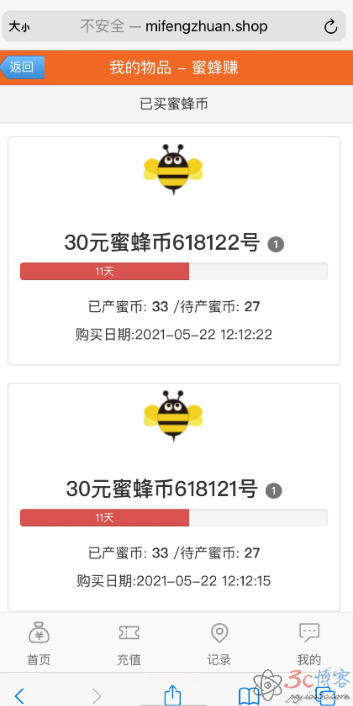 大小 不安全 — mifengzhuan.shop
返回 我的物品 - 蜜蜂赚
已买蜜蜂币
30元蜜蜂币618122号 1
11天
已产蜜币: 33 /待产蜜币: 27
购买日期:2021-05-22 12:12:22
30元蜜蜂币618121号 1
11天
已产蜜币: 33 /待产蜜币: 27
购买日期:2021-05-22 12:12:15
首页 充值 记录 我的
3c博客